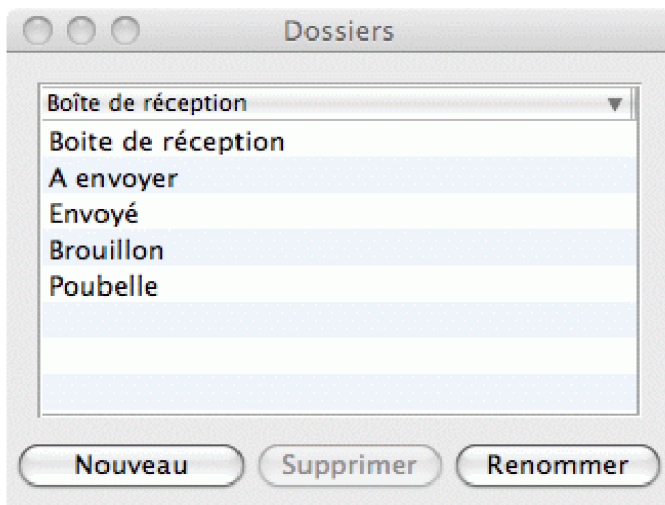 Dossiers
Boîte de réception
Boite de réception
A envoyer
Envoyé
Brouillon
Poubelle
Nouveau Supprimer Renommer